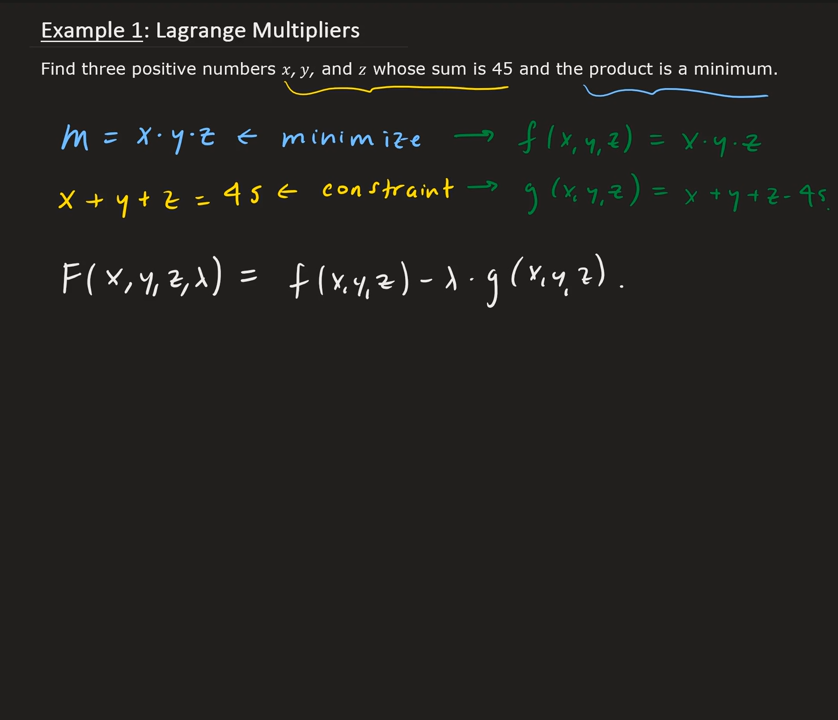 Example 1: Lagrange Multipliers
Find three positive numbers x, y, and z whose sum is 45 and the product is a minimum.
m = x · y · z ← minimize → f(x, y, z) = x · y · z
x + y + z = 45 ← constraint → g(x, y, z) = x + y + z - 45.
F(x, y, z, λ) = f(x, y, z) - λ · g(x, y, z).